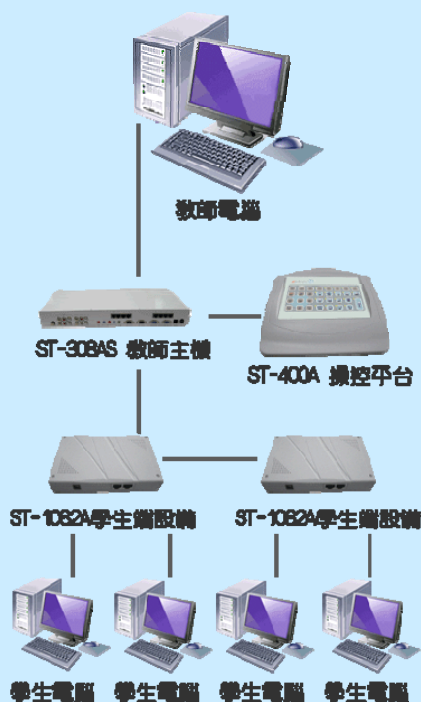 教師電腦
ST-308AS 教師主機
ST-400A 操控平台
ST-1082A學生端設備
ST-1082A學生端設備
學生電腦
學生電腦
學生電腦
學生電腦